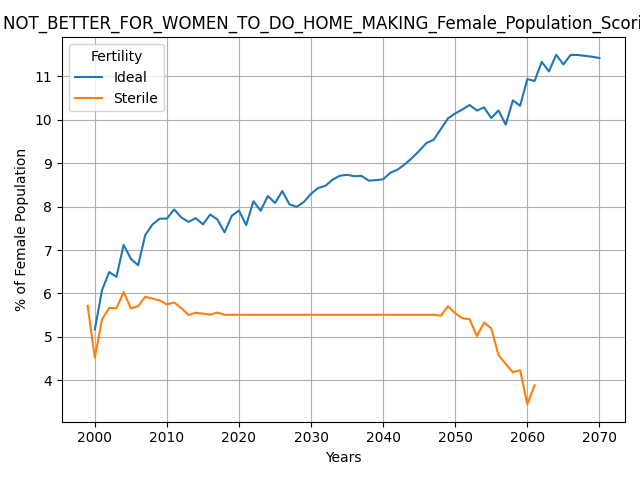 NOT_BETTER_FOR_WOMEN_TO_DO_HOME_MAKING_Female_Population_Scori
Fertility
Ideal
Sterile
% of Female Population
11
10
9
8
7
6
5
4
2000 2010 2020 2030 2040 2050 2060 2070
Years